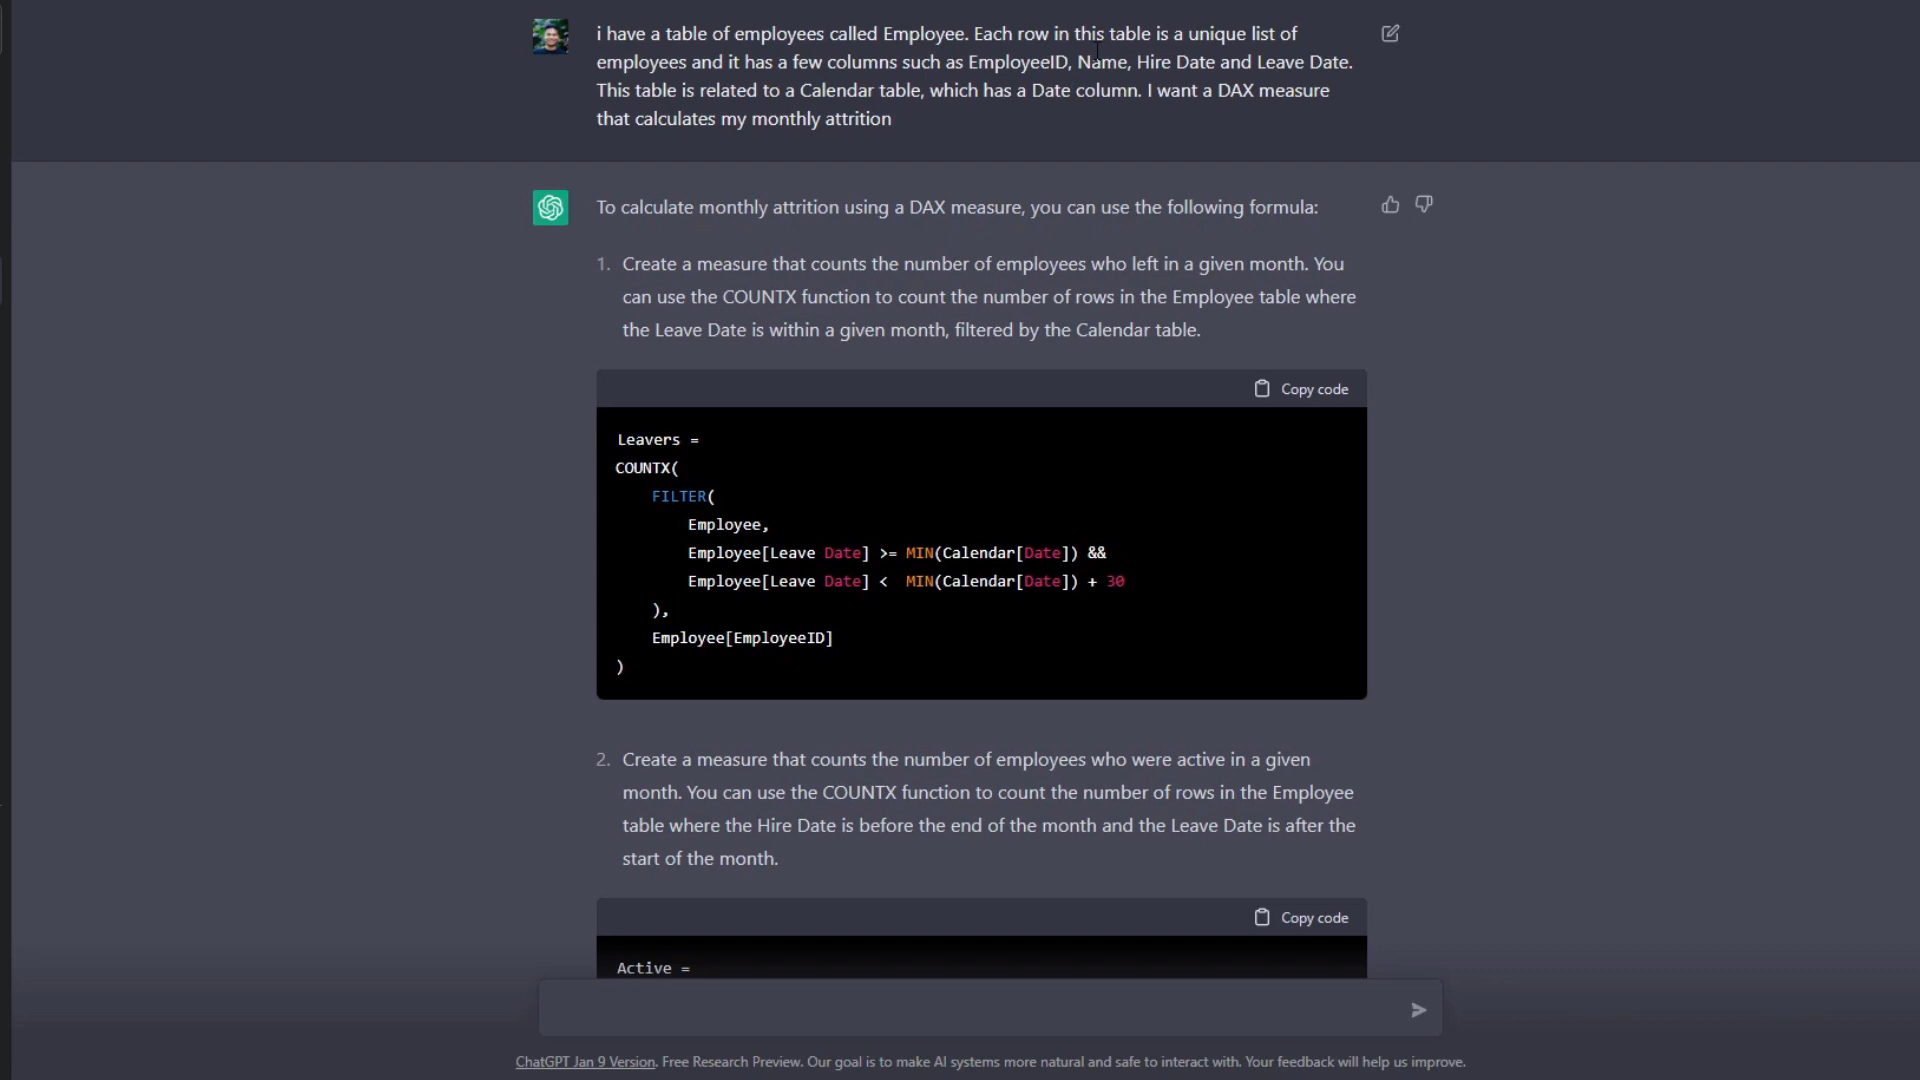 i have a table of employees called Employee. Each row in this table is a unique list of
employees and it has a few columns such as EmployeeID, Name, Hire Date and Leave Date.
This table is related to a Calendar table, which has a Date column. I want a DAX measure
that calculates my monthly attrition
To calculate monthly attrition using a DAX measure, you can use the following formula:
1. Create a measure that counts the number of employees who left in a given month. You
can use the COUNTX function to count the number of rows in the Employee table where
the Leave Date is within a given month, filtered by the Calendar table.
Copy code
Leavers =
COUNTX(
FILTER(
Employee,
Employee[Leave Date] >= MIN(Calendar[Date]) &&
Employee[Leave Date] <  MIN(Calendar[Date]) + 30
),
Employee[EmployeeID]
)
2. Create a measure that counts the number of employees who were active in a given
month. You can use the COUNTX function to count the number of rows in the Employee
table where the Hire Date is before the end of the month and the Leave Date is after the
start of the month.
Copy code
Active =
ChatGPT Jan 9 Version. Free Research Preview. Our goal is to make AI systems more natural and safe to interact with. Your feedback will help us improve.